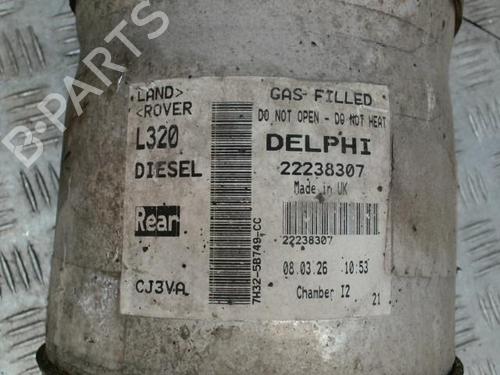 B-PARTS
LAND>
<ROVER
L320
DIESEL
Rear
CJ3VA
7H32-5B749-CC
GAS FILLED
DO NOT OPEN - DO NOT HEAT
DELPHI
22238307
Made in UK
22238307
08.03.26 10:53
Chamber I2
21